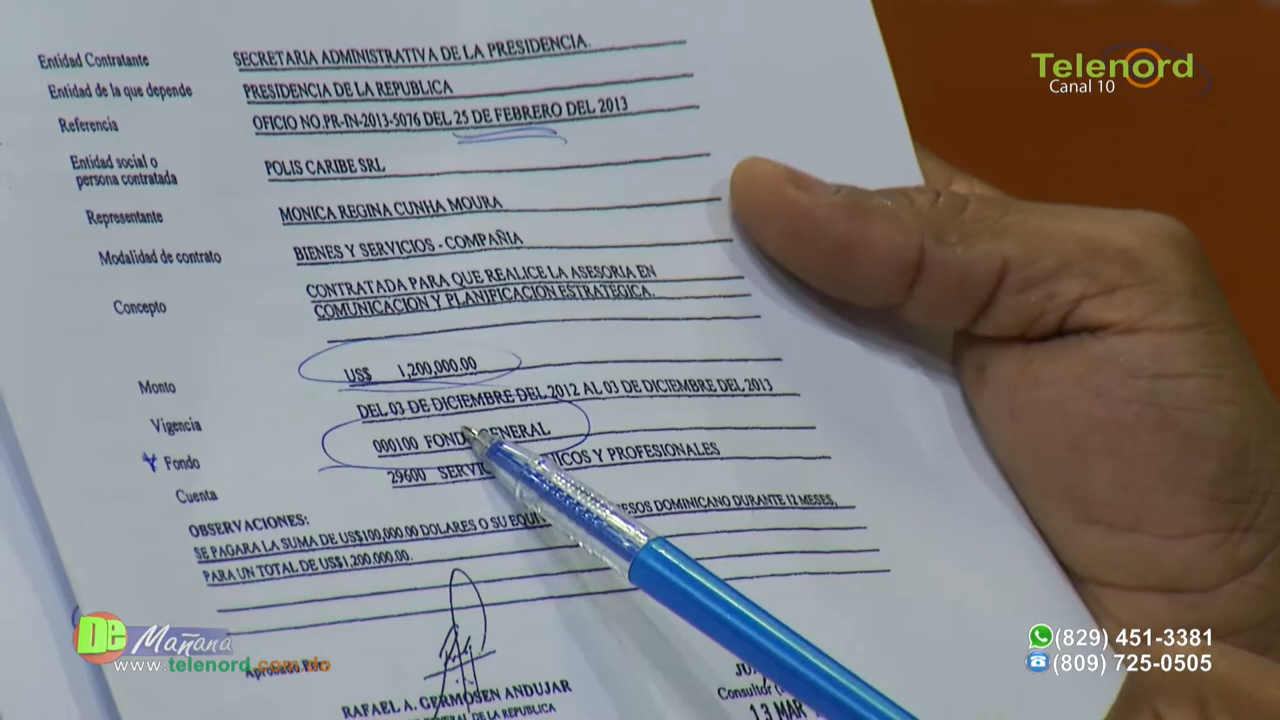 Entidad Contratante SECRETARIA ADMINISTRATIVA DE LA PRESIDENCIA.
Entidad de la que depende PRESIDENCIA DE LA REPUBLICA
Referencia OFICIO NO.PR-IN-2013-5076 DEL 25 DE FEBRERO DEL 2013
Entidad social o
persona contratada POLIS CARIBE SRL
Representante MONICA REGINA CUNHA MOURA
Modalidad de contrato BIENES Y SERVICIOS - COMPAÑIA
Concepto CONTRATADA PARA QUE REALICE LA ASESORIA EN
COMUNICACION Y PLANIFICACION ESTRATEGICA.
Monto US$ 1,200,000.00
Vigencia DEL 03 DE DICIEMBRE DEL 2012 AL 03 DE DICIEMBRE DEL 2013
Fondo 000100 GENERAL
Cuenta 29600 Y PROFESIONALES
OBSERVACIONES:
SE PAGARA LA SUMA DE US$100,000.00 DOLARES O SU DOMINICANO DURANTE 12 MESES,
PARA UN TOTAL DE US$1,200.000.00.
RAFAEL A. GERMOSEN ANDUJAR
DE LA REPUBLICA
13 MAR
Telenord
Canal 10
De Mañana
www.telenord.com.do
(829) 451-3381
(809) 725-0505